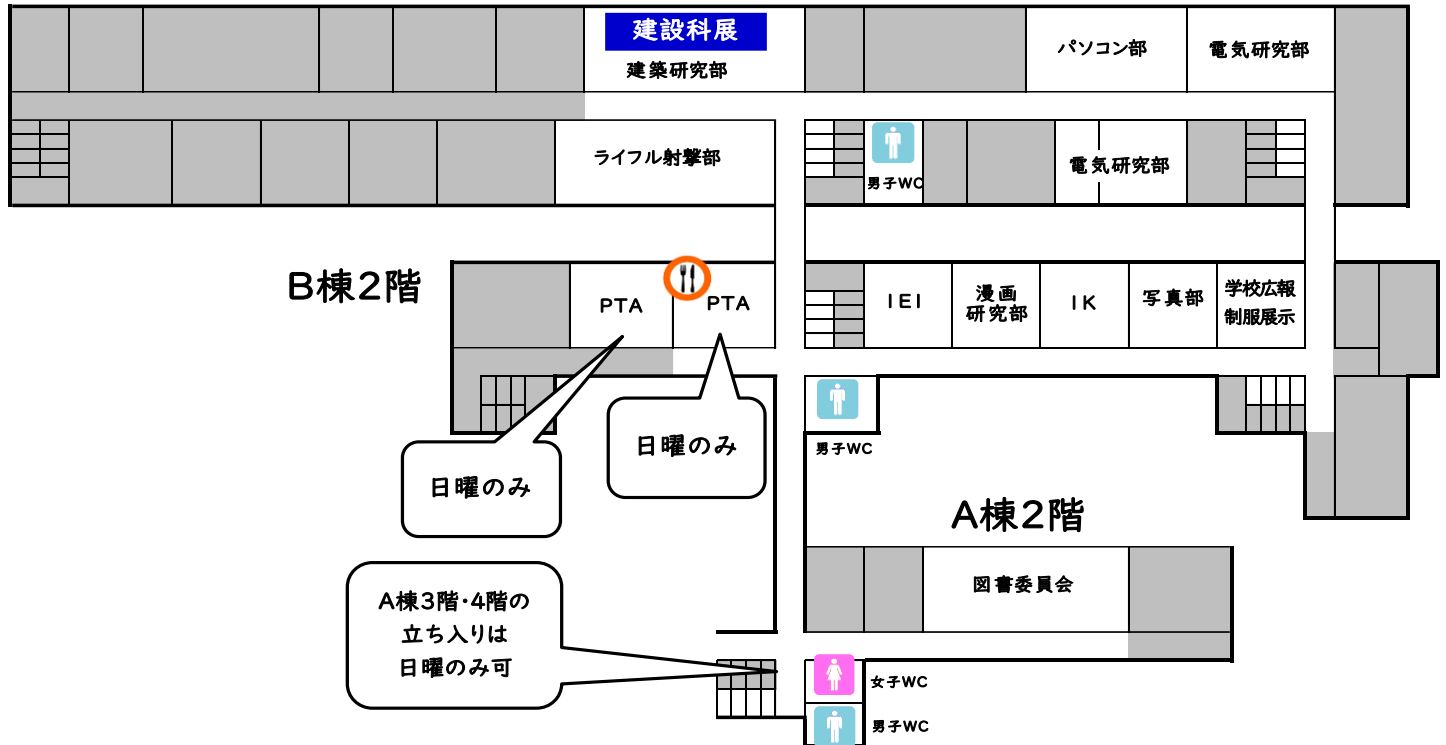 建設科展
建築研究部
パソコン部
電気研究部
ライフル射撃部
男子WC
電気研究部
B棟2階
PTA
PTA
IEI
漫画
研究部
IK
写真部
学校広報
制服展示
日曜のみ
日曜のみ
男子WC
A棟2階
図書委員会
A棟3階・4階の
立ち入りは
日曜のみ可
女子WC
男子WC